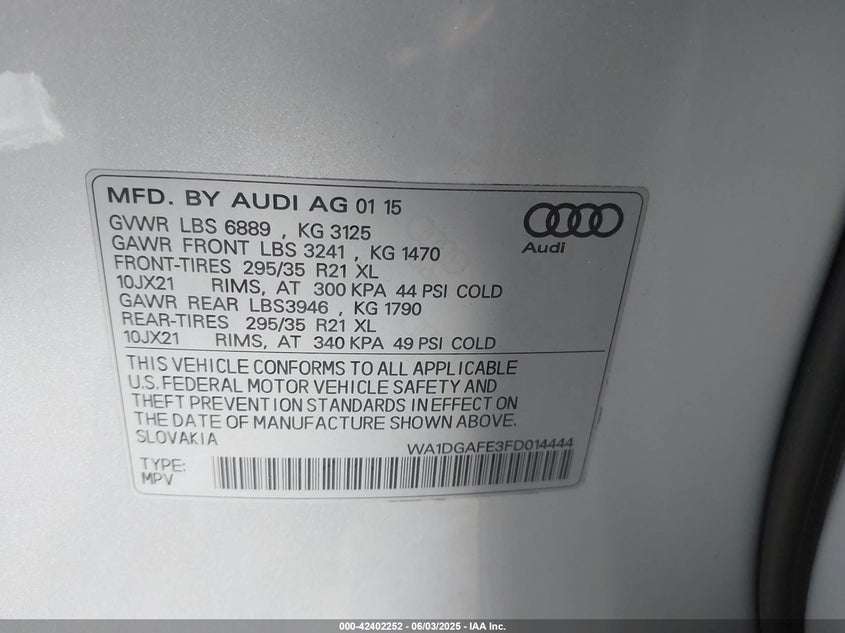 MFD. BY AUDI AG 01 15
GVWR LBS 6889 , KG 3125
GAWR FRONT LBS 3241 , KG 1470
FRONT-TIRES 295/35 R21 XL
10JX21 RIMS, AT 300 KPA 44 PSI COLD
GAWR REAR LBS3946 , KG 1790
REAR-TIRES 295/35 R21 XL
10JX21 RIMS, AT 340 KPA 49 PSI COLD
Audi
THIS VEHICLE CONFORMS TO ALL APPLICABLE
U.S. FEDERAL MOTOR VEHICLE SAFETY AND
THEFT PREVENTION STANDARDS IN EFFECT ON
THE DATE OF MANUFACTURE SHOWN ABOVE.
SLOVAKIA
WA1DGAFE3FD014444
TYPE:
MPV
000-42402252 - 06/03/2025 - IAA Inc.